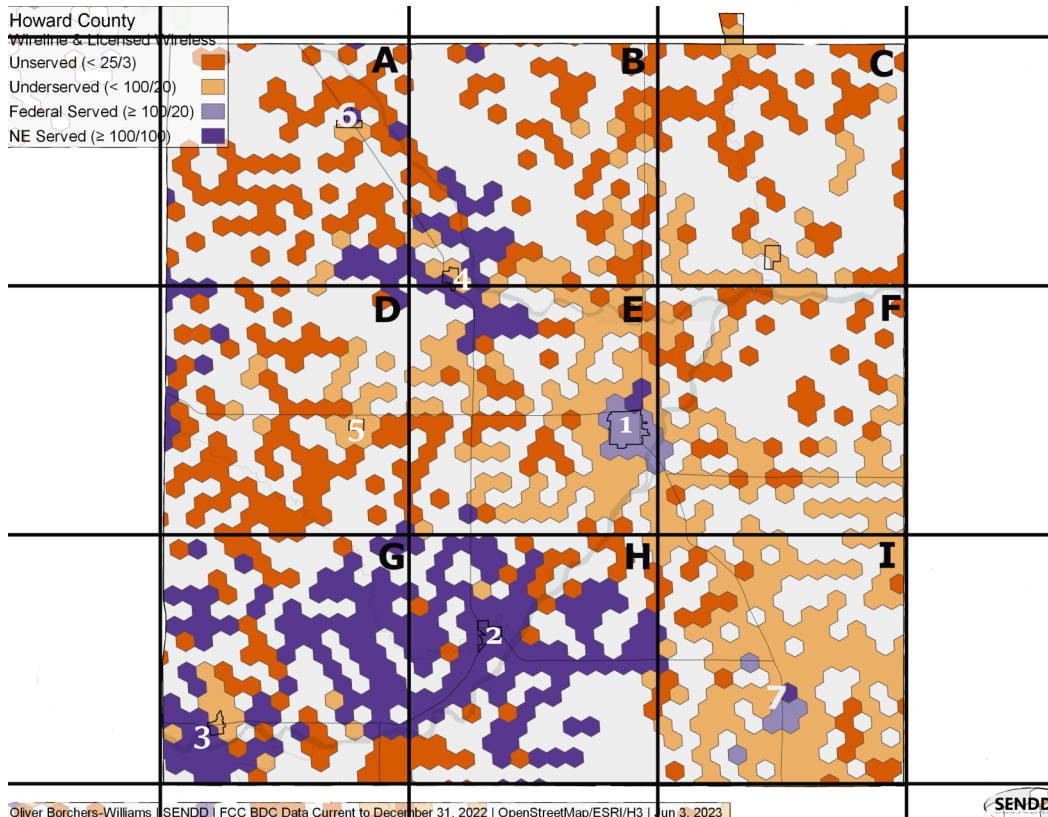 Howard County
Wireline & Licensed Wireless
Unserved (< 25/3)
Underserved (< 100/20)
Federal Served (≥ 100/20)
NE Served (≥ 100/100)
A
B
C
6
4
D
E
F
5
1
G
H
I
2
3
7
Oliver Borchers-Williams | SENDD | FCC BDC Data Current to December 31, 2022 | OpenStreetMap/ESRI/H3 | Jun 3, 2023
SENDD